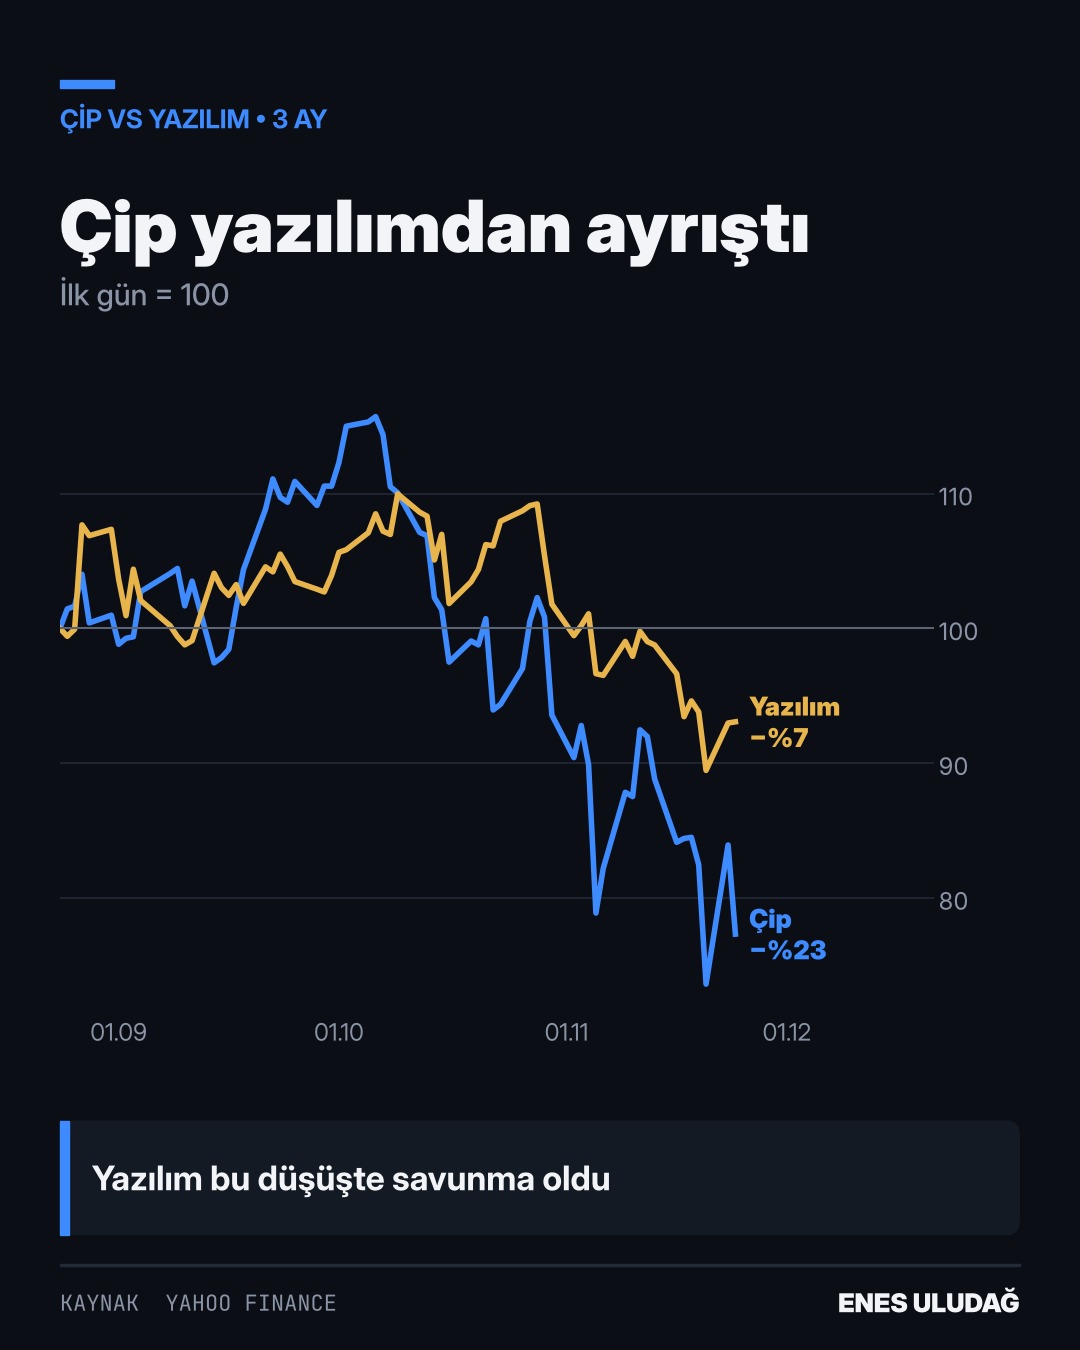 ÇİP VS YAZILIM • 3 AY
Çip yazılımdan ayrıştı
İlk gün = 100
110
100
Yazılım
−%7
90
80
Çip
−%23
01.09 01.10 01.11 01.12
Yazılım bu düşüşte savunma oldu
KAYNAK YAHOO FINANCE
ENES ULUDAĞ